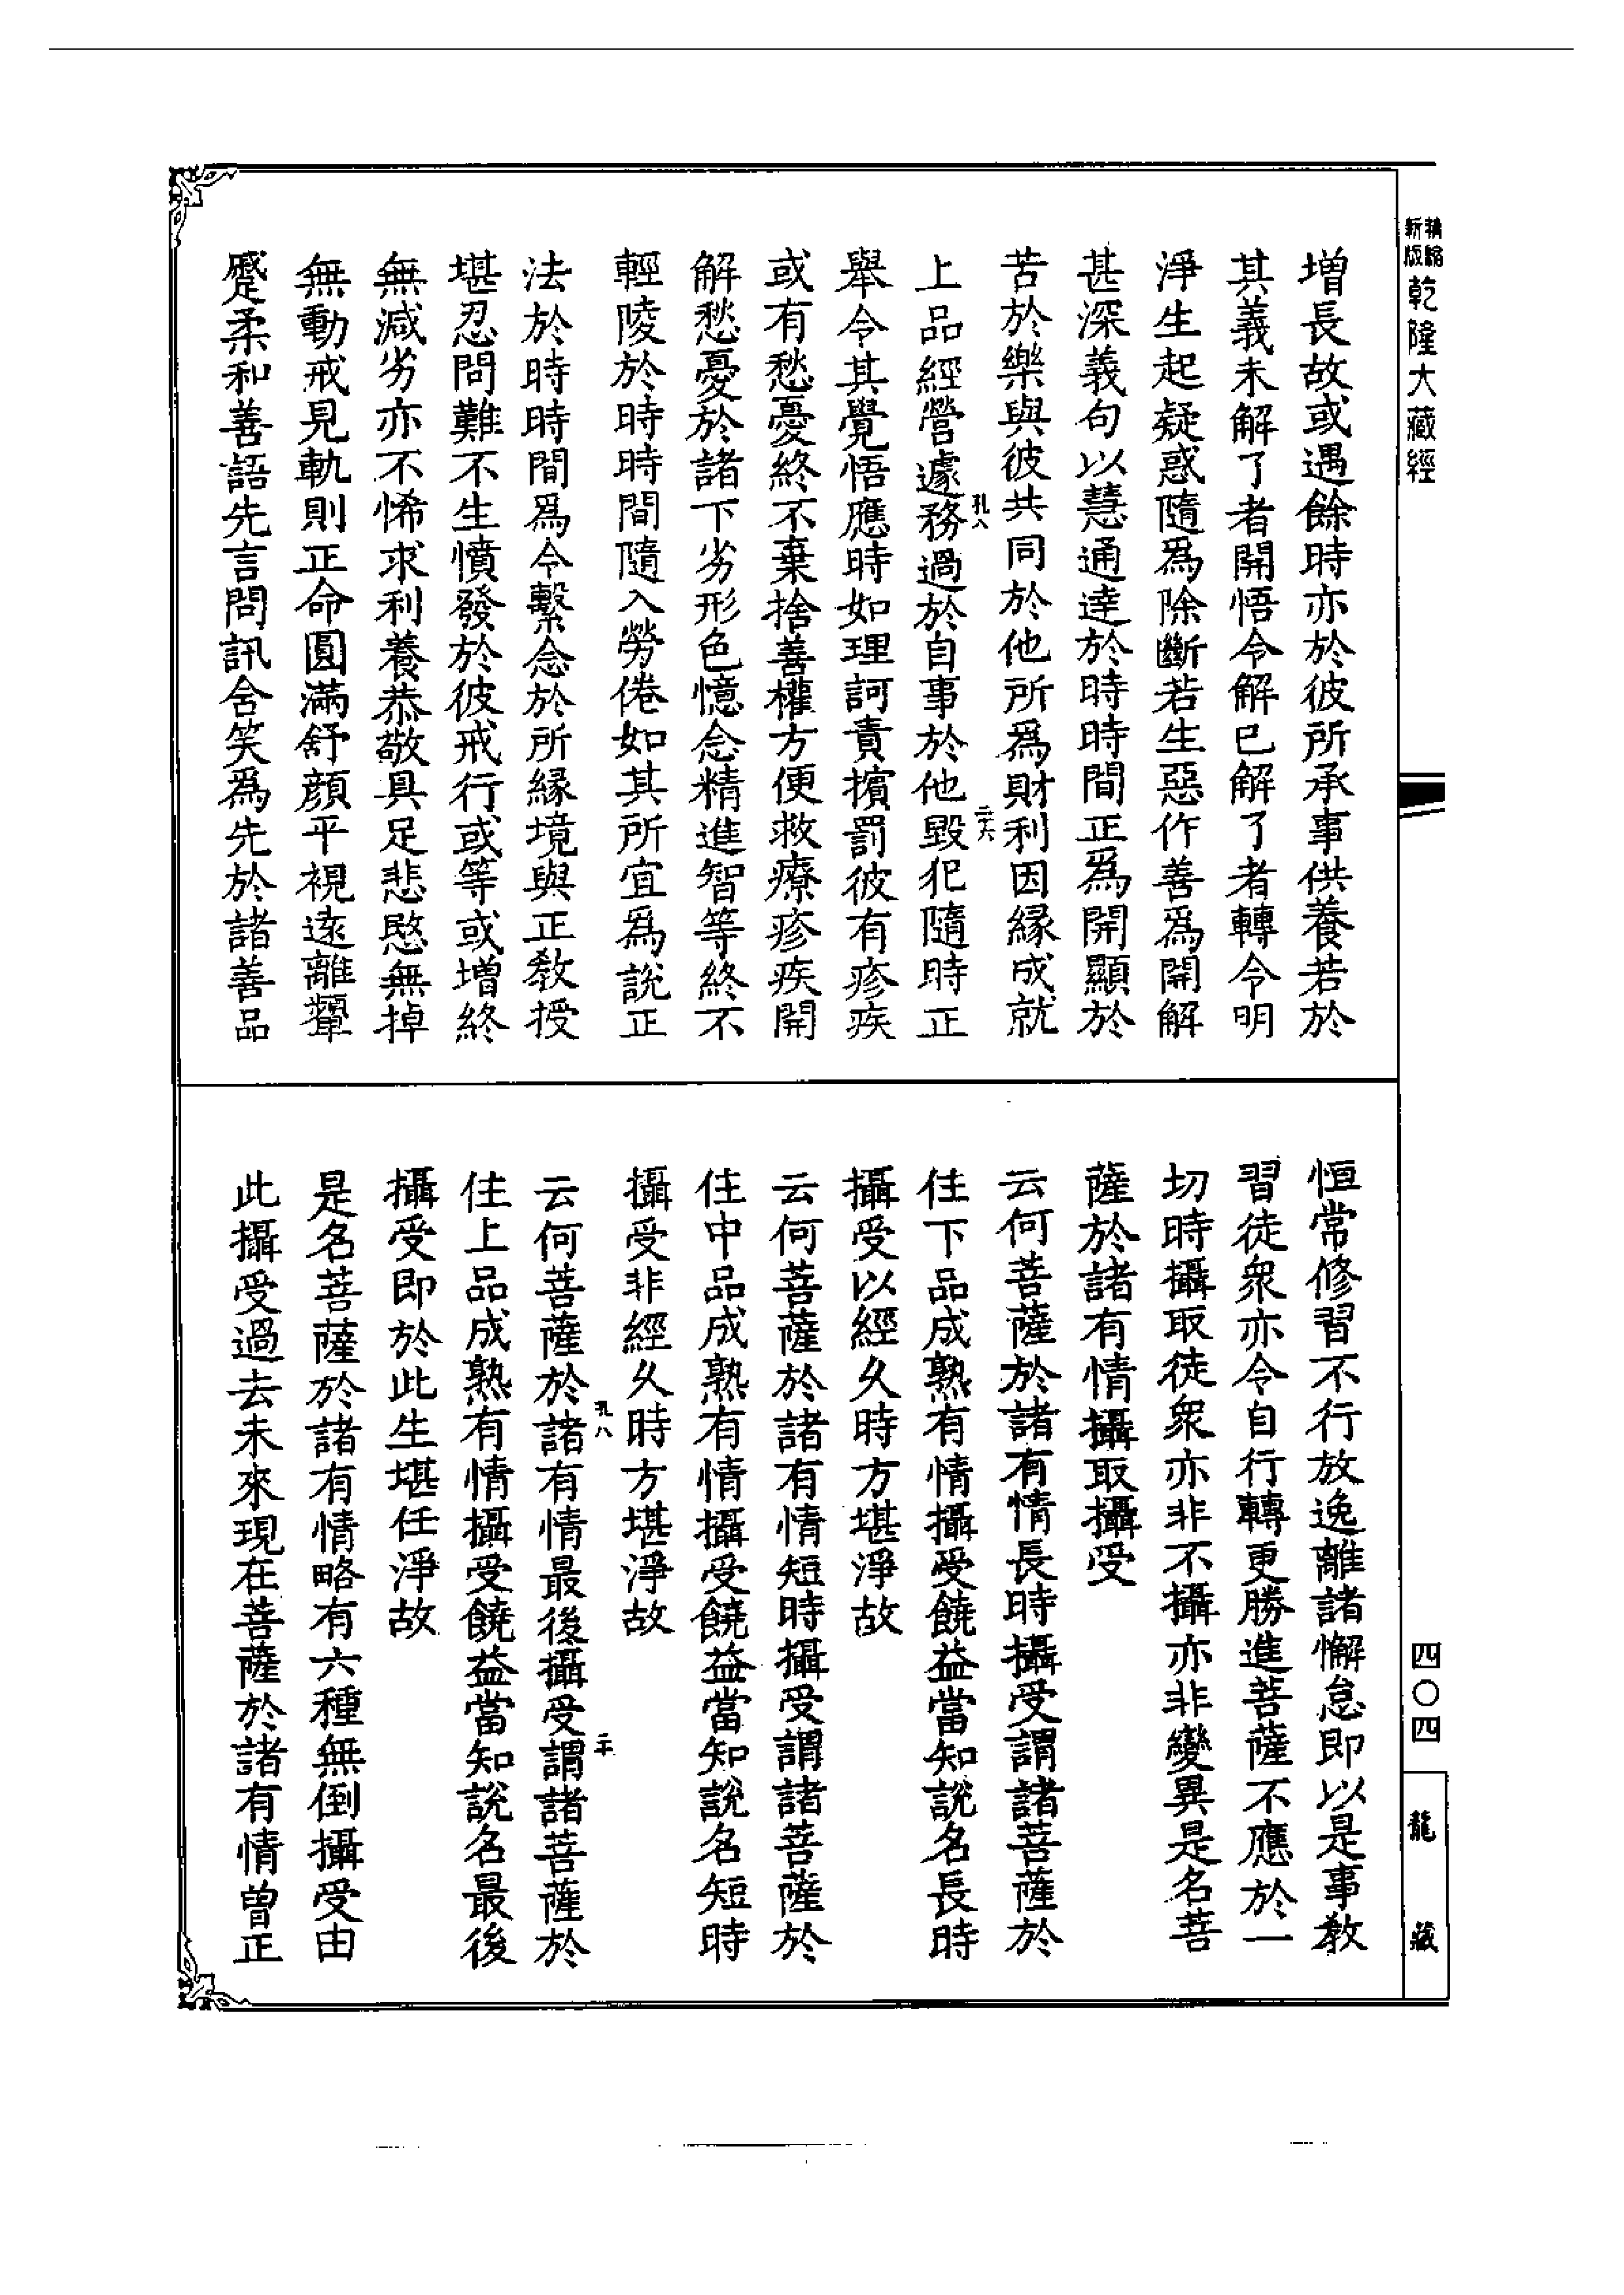 精縮
新版
乾隆大藏經
增長故或遇餘時亦於彼所承事供養若於
其義未解了者開悟令解已解了者轉令明
淨生起疑惑隨爲除斷若生惡作善爲開解
甚深義句以慧通達於時時間正爲開顯於
苦於樂與彼共同於他所爲財利因緣成就
孔八
二十六
上品經營遽務過於自事於他毀犯隨時正
舉令其覺悟應時如理訶責擯罰彼有疹疾
或有愁憂終不棄捨善權方便救療疹疾開
解愁憂於諸下劣形色憶念精進智等終不
輕陵於時時間隨入勞倦如其所宜爲說正
法於時時間爲令繫念於所緣境與正教授
堪忍問難不生憤發於彼戒行或等或增終
無減劣亦不悕求利養恭敬具足悲愍無掉
無動戒見軌則正命圓滿舒顏平視遠離顰
蹙柔和善語先言問訊含笑爲先於諸善品
恒常修習不行放逸離諸懈怠即以是事教
習徒衆亦令自行轉更勝進菩薩不應於一
切時攝取徒衆亦非不攝亦非變異是名菩
薩於諸有情攝取攝受
云何菩薩於諸有情長時攝受謂諸菩薩於
住下品成熟有情攝受饒益當知說名長時
攝受以經久時方堪淨故
云何菩薩於諸有情短時攝受謂諸菩薩於
住中品成熟有情攝受饒益當知說名短時
攝受非經久時方堪淨故
孔八
云何菩薩於諸有情最後攝受謂諸菩薩於
住上品成熟有情攝受饒益當知說名最後
攝受即於此生堪任淨故
是名菩薩於諸有情略有六種無倒攝受由
此攝受過去未來現在菩薩於諸有情曾正
四〇四
龍藏